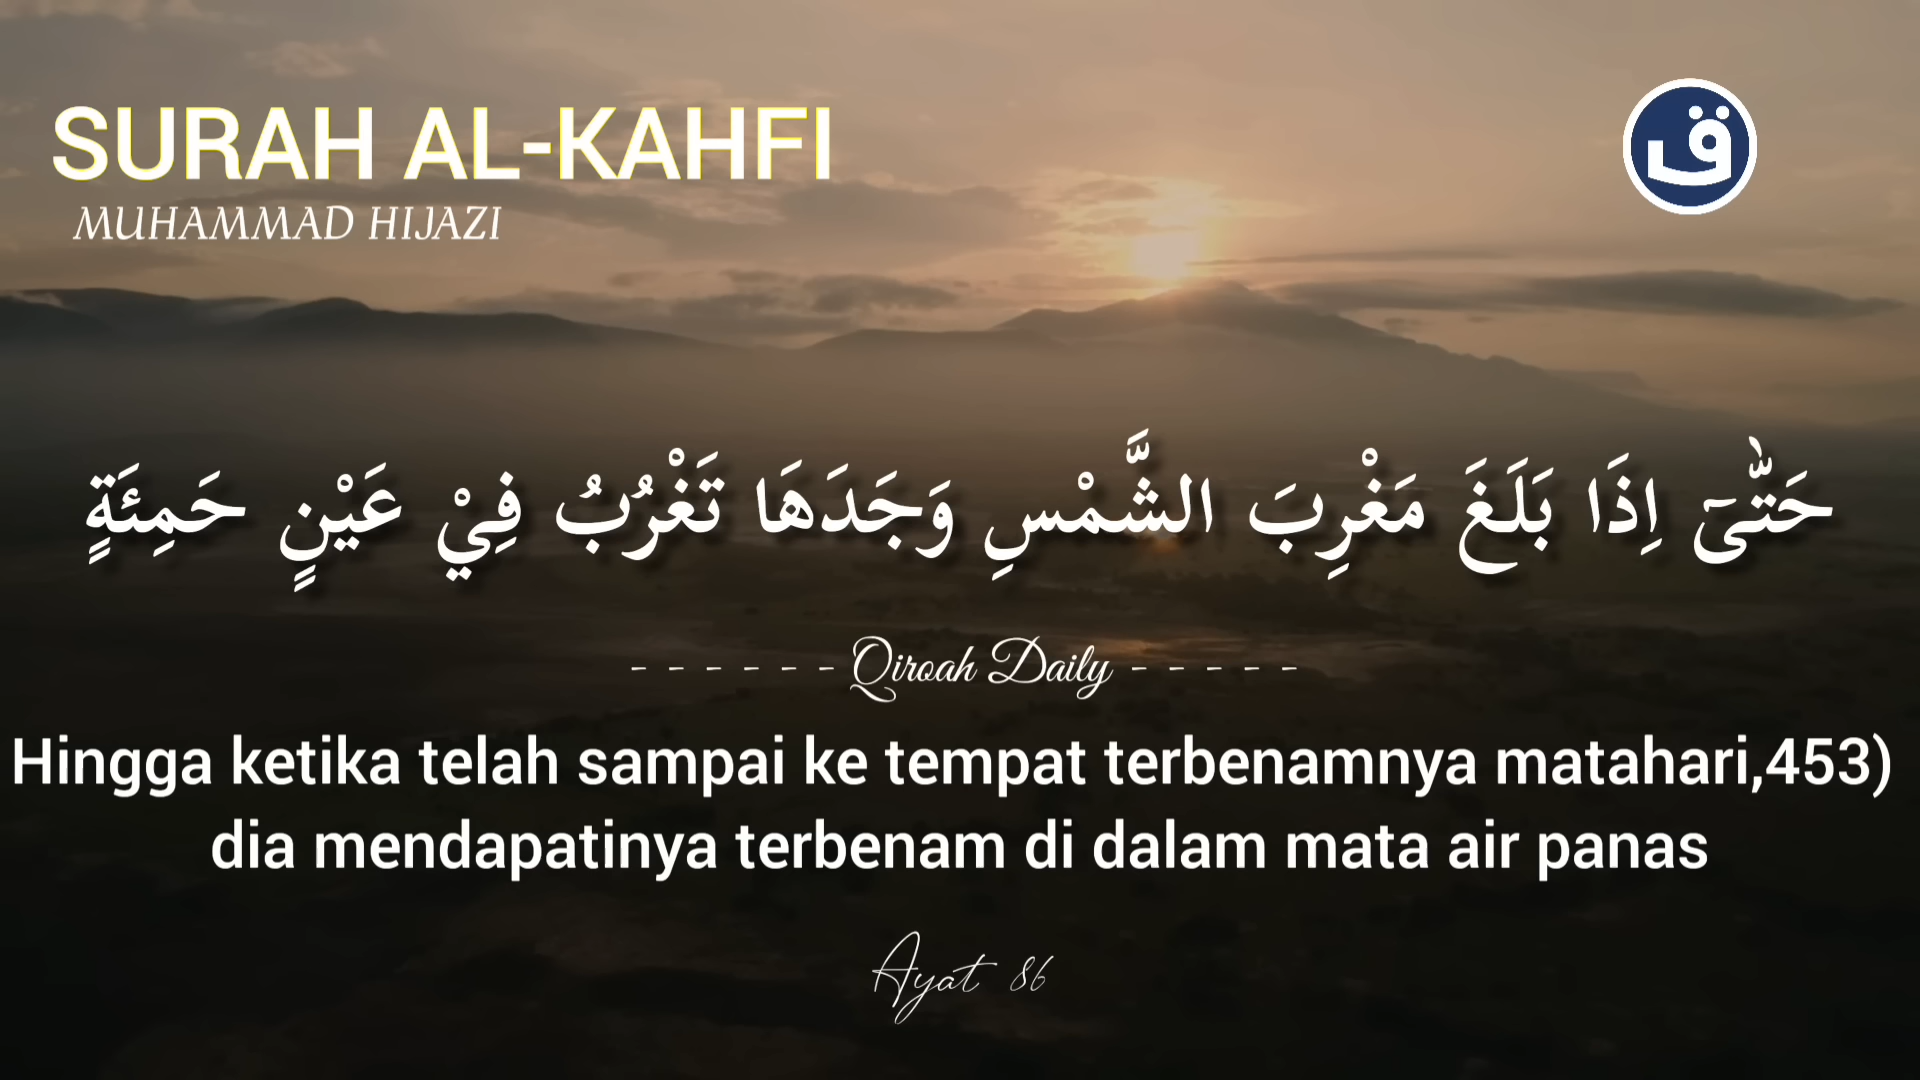 SURAH AL-KAHFI
MUHAMMAD HIJAZI
ق
حَتّٰىٓ اِذَا بَلَغَ مَغْرِبَ الشَّمْسِ وَجَدَهَا تَغْرُبُ فِيْ عَيْنٍ حَمِئَةٍ
- - - - - - Qiroah Daily - - - - -
Hingga ketika telah sampai ke tempat terbenamnya matahari,453)
dia mendapatinya terbenam di dalam mata air panas
Ayat 86